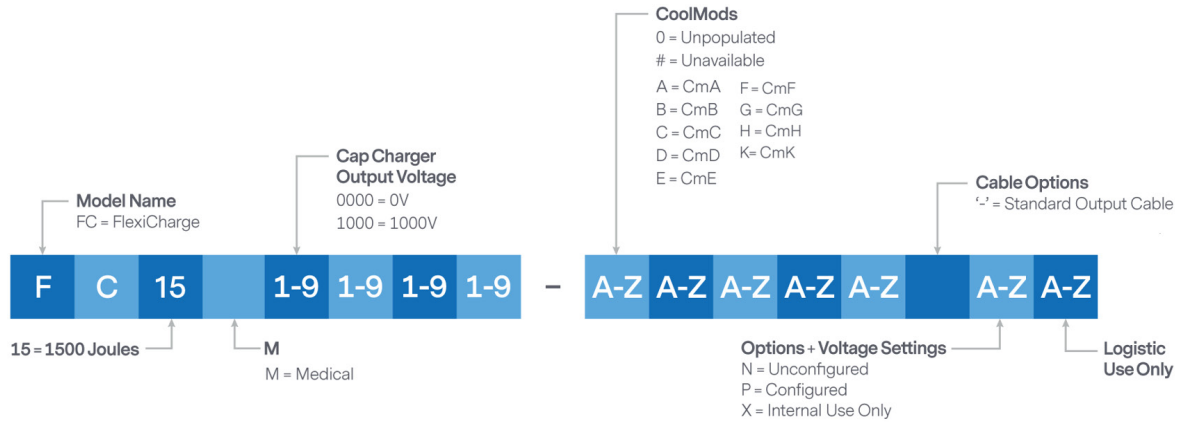 CoolMods
0 = Unpopulated
# = Unavailable
A = CmA F = CmF
B = CmB G = CmG
C = CmC H = CmH
D = CmD K= CmK
E = CmE
Cap Charger
Output Voltage
0000 = 0V
1000 = 1000V
Model Name
FC = FlexiCharge
Cable Options
‘-’ = Standard Output Cable
F C 15 1-9 1-9 1-9 1-9 – A-Z A-Z A-Z A-Z A-Z A-Z A-Z
15 = 1500 Joules
M
M = Medical
Options + Voltage Settings
N = Unconfigured
P = Configured
X = Internal Use Only
Logistic
Use Only